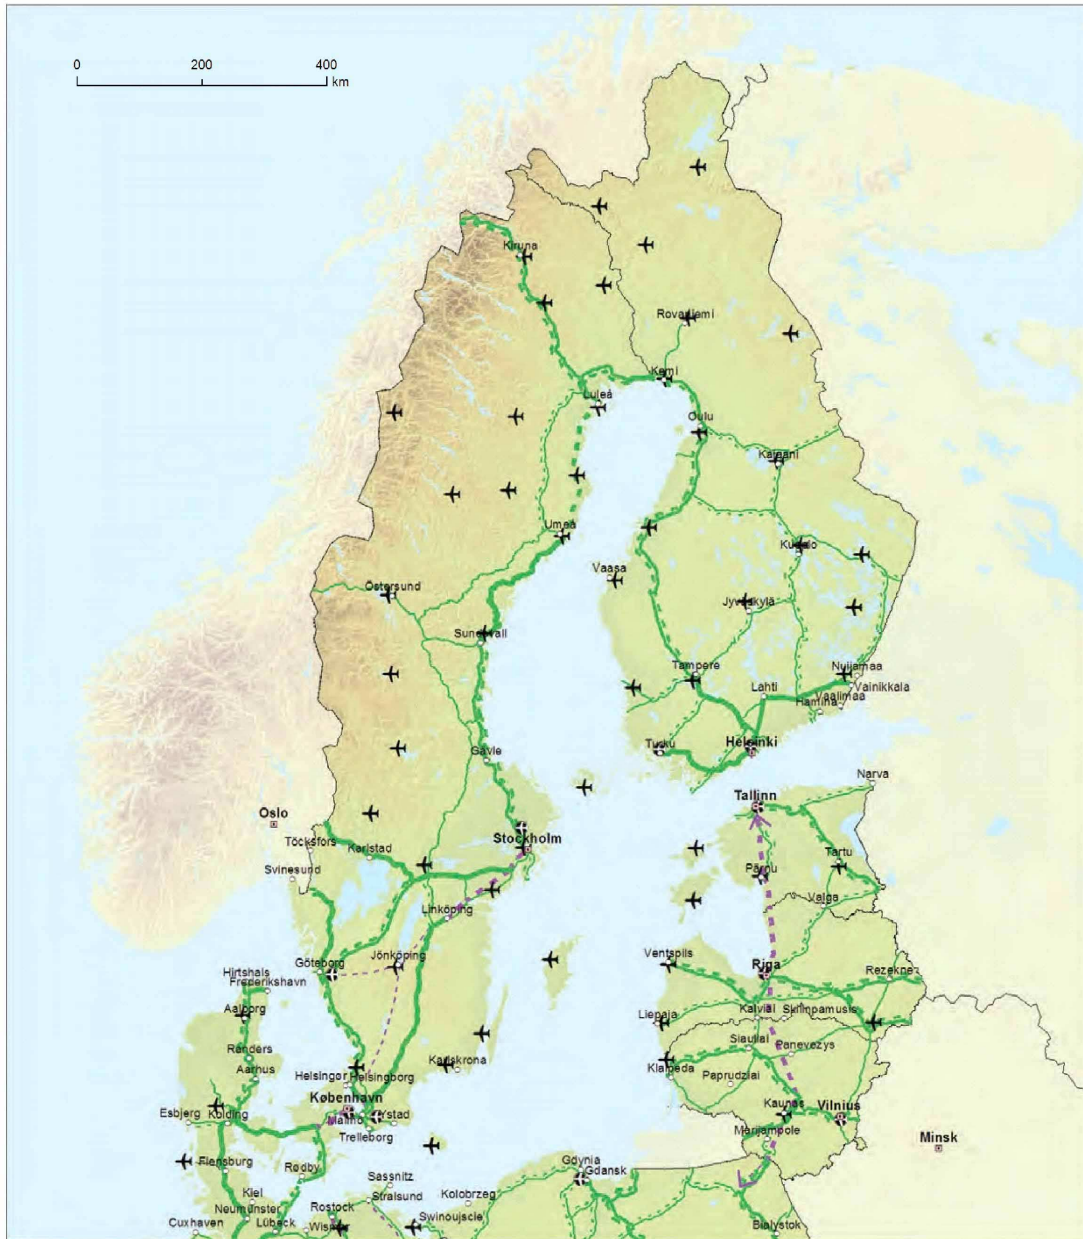 0 200 400
km
Kiruna
Rovaniemi
Kemi
Luleå
Oulu
Kajaani
Umeå
Kuopio
Vaasa
Östersund
Jyväskylä
Sundsvall
Tampere
Nuijamaa
Lahti
Vainikkala
Vaalimaa
Hamina
Turku
Helsinki
Gävle
Narva
Tallinn
Oslo
Stockholm
Töcksfors
Karlstad
Tartu
Svinesund
Pärnu
Valga
Linköping
Ventspils
Jönköping
Göteborg
Riga
Rezekne
Hirtshals
Frederikshavn
Aalborg
Liepaja
Kalviai
Skrinpamusis
Randers
Siauliai
Panevezys
Aarhus
Karlskrona
Klaipeda
Paprudziai
Helsingør
Helsingborg
København
Kaunas
Vilnius
Esbjerg
Kolding
Malmö
Ystad
Trelleborg
Marijampole
Minsk
Flensburg
Rødby
Gdynia
Gdansk
Sassnitz
Kiel
Stralsund
Kolobrzeg
Neumünster
Rostock
Swinoujscie
Cuxhaven
Lübeck
Wismar
Bialystok